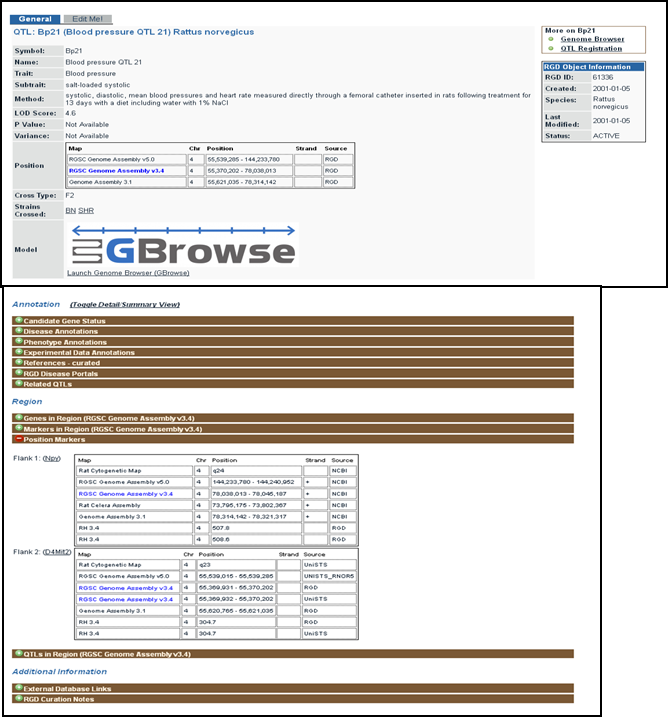 General Edit Me!
QTL: Bp21 (Blood pressure QTL 21) Rattus norvegicus
Symbol: Bp21
Name: Blood pressure QTL 21
Trait: Blood pressure
Subtrait: salt-loaded systolic
Method: systolic, diastolic, mean blood pressures and heart rate measured directly through a femoral catheter inserted in rats following treatment for
13 days with a diet including water with 1% NaCl
LOD Score: 4.6
P Value: Not Available
Variance: Not Available
Position
Map Chr Position Strand Source
RGSC Genome Assembly v5.0 4 55,539,285 - 144,233,780 RGD
RGSC Genome Assembly v3.4 4 55,370,202 - 78,038,013 RGD
Genome Assembly 3.1 4 55,621,035 - 78,314,142 RGD
Cross Type: F2
Strains
Crossed: BN SHR
Model
GBrowse
Launch Genome Browser (GBrowse)
More on Bp21
Genome Browser
QTL Registration
RGD Object Information
RGD ID: 61336
Created: 2001-01-05
Species: Rattus
norvegicus
Last
Modified: 2001-01-05
Status: ACTIVE
Annotation (Toggle Detail/Summary View)
Candidate Gene Status
Disease Annotations
Phenotype Annotations
Experimental Data Annotations
References - curated
RGD Disease Portals
Related QTLs
Region
Genes in Region (RGSC Genome Assembly v3.4)
Markers in Region (RGSC Genome Assembly v3.4)
Position Markers
Flank 1: (Npy)
Map Chr Position Strand Source
Rat Cytogenetic Map 4 q24 NCBI
RGSC Genome Assembly v5.0 4 144,233,780 - 144,240,952 + NCBI
RGSC Genome Assembly v3.4 4 78,038,013 - 78,045,187 + NCBI
Rat Celera Assembly 4 73,795,175 - 73,802,367 + NCBI
Genome Assembly 3.1 4 78,314,142 - 78,321,317 + NCBI
RH 3.4 4 507.8 RGD
RH 3.4 4 508.6 RGD
Flank 2: (D4Mit2)
Map Chr Position Strand Source
Rat Cytogenetic Map 4 q23 UniSTS
RGSC Genome Assembly v5.0 4 55,539,015 - 55,539,285 UNISTS_RNOR5
RGSC Genome Assembly v3.4 4 55,369,931 - 55,370,202 RGD
RGSC Genome Assembly v3.4 4 55,369,932 - 55,370,202 UniSTS
Genome Assembly 3.1 4 55,620,765 - 55,621,035 RGD
RH 3.4 4 304.7 RGD
RH 3.4 4 304.7 UniSTS
QTLs in Region (RGSC Genome Assembly v3.4)
Additional Information
External Database Links
RGD Curation Notes